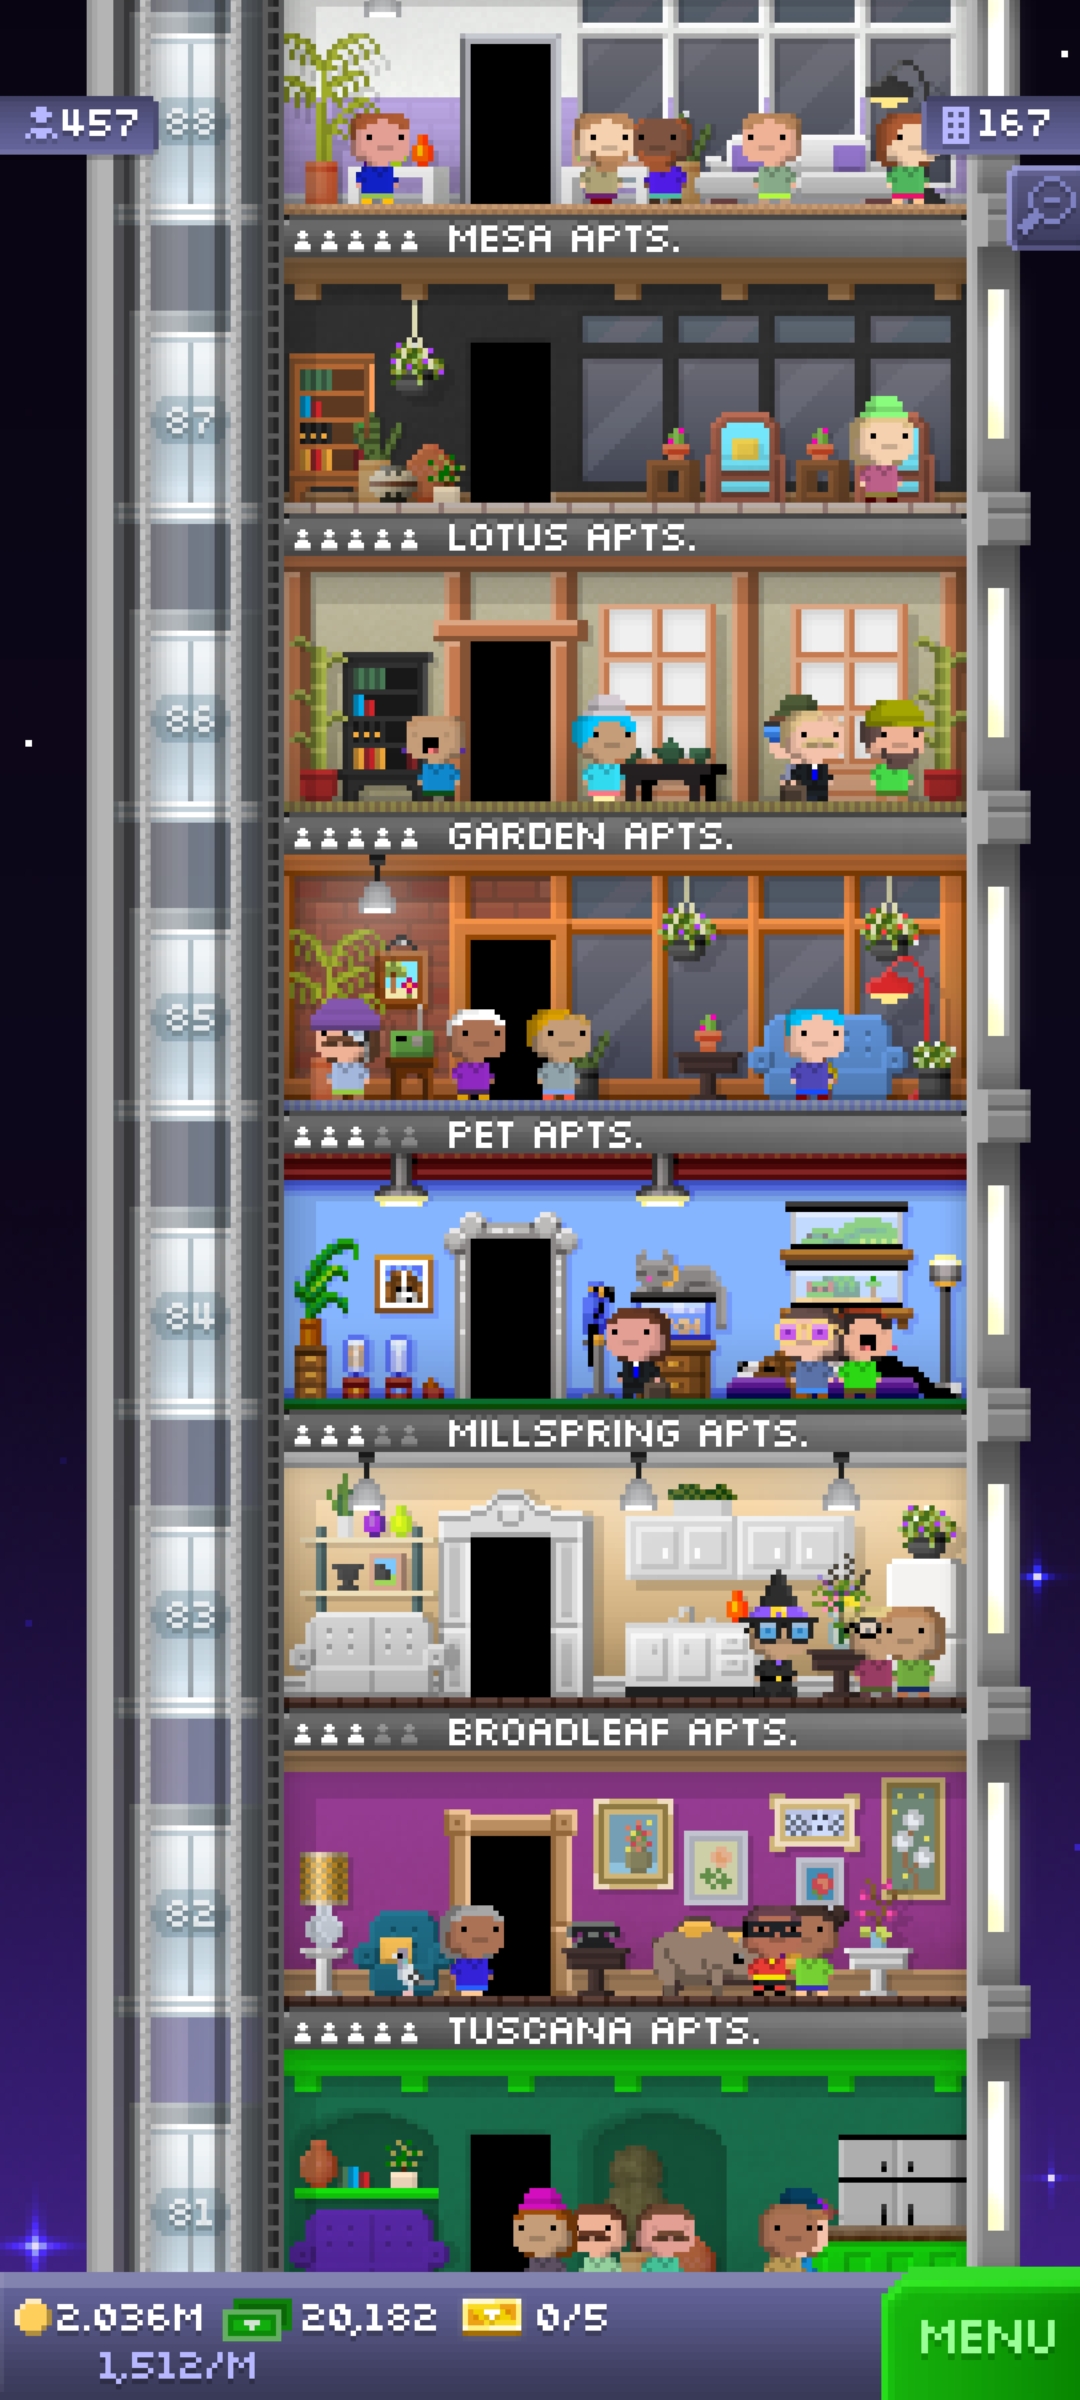 457
88
167
MESA APTS.
87
LOTUS APTS.
86
GARDEN APTS.
85
PET APTS.
84
MILLSPRING APTS.
83
BROADLEAF APTS.
82
TUSCANA APTS.
81
2.036M 20,182 0/5
1,512/M
MENU